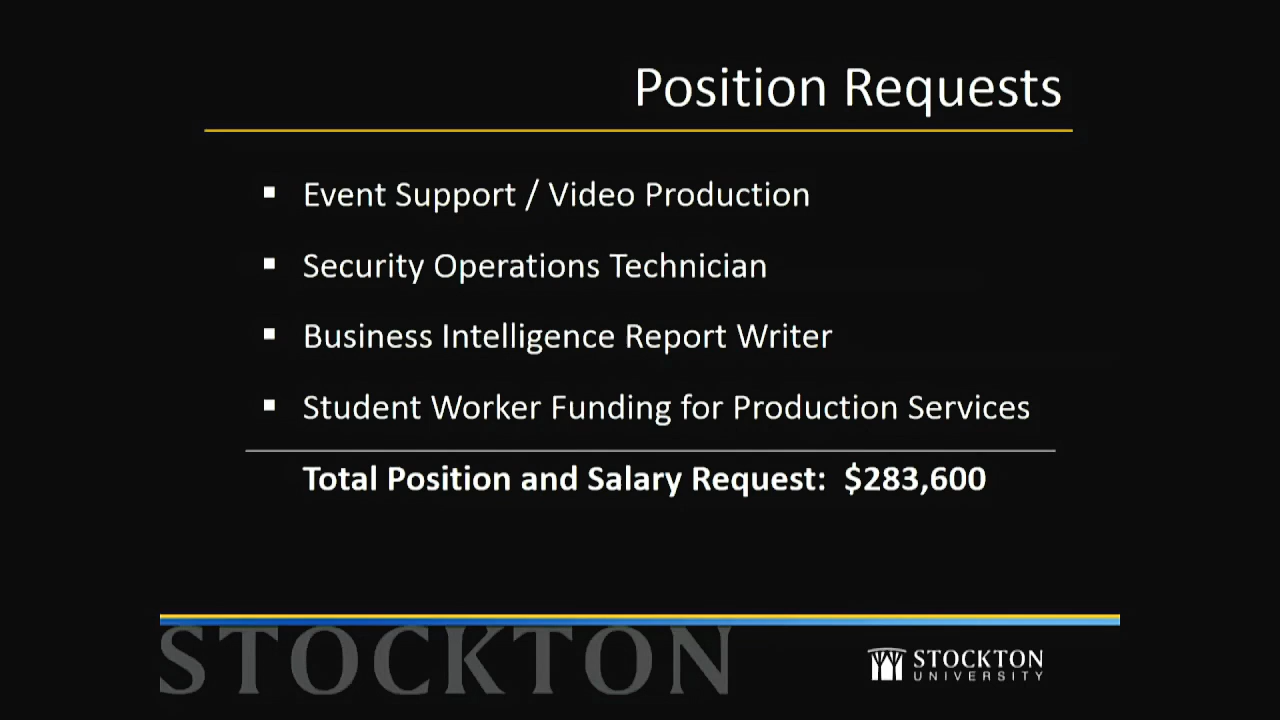 Position Requests
Event Support / Video Production
Security Operations Technician
Business Intelligence Report Writer
Student Worker Funding for Production Services
Total Position and Salary Request: $283,600
STOCKTON
STOCKTON
UNIVERSITY